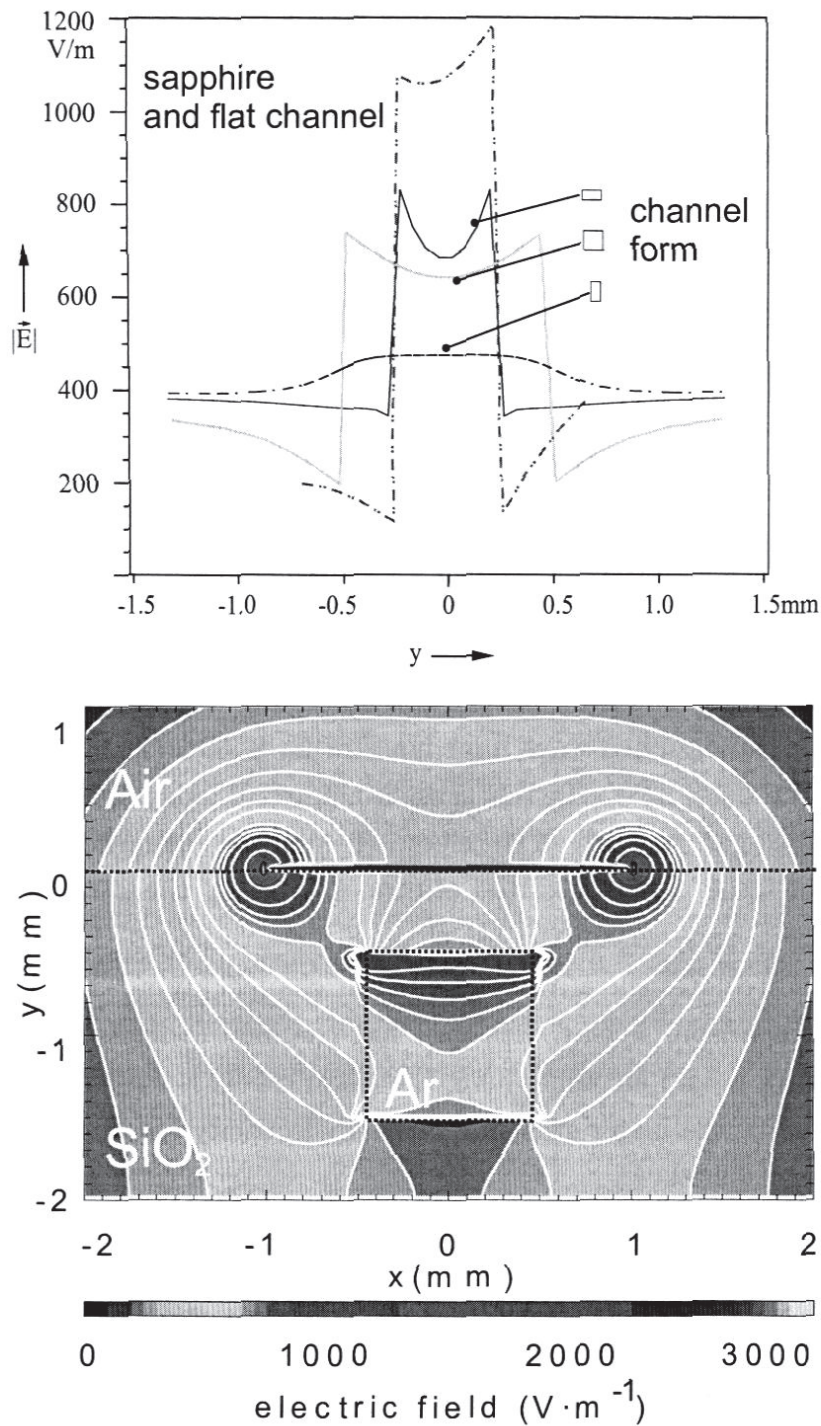 1200
V/m
sapphire
and flat channel
1000
800
channel
form
600
|E⃗|
400
200
-1.5 -1.0 -0.5 0 0.5 1.0 1.5mm
y
1
Air
0
y (mm)
-1
Ar
SiO₂
-2
-2 -1 0 1 2
x (mm)
0 1000 2000 3000
electric field (V·m⁻¹)